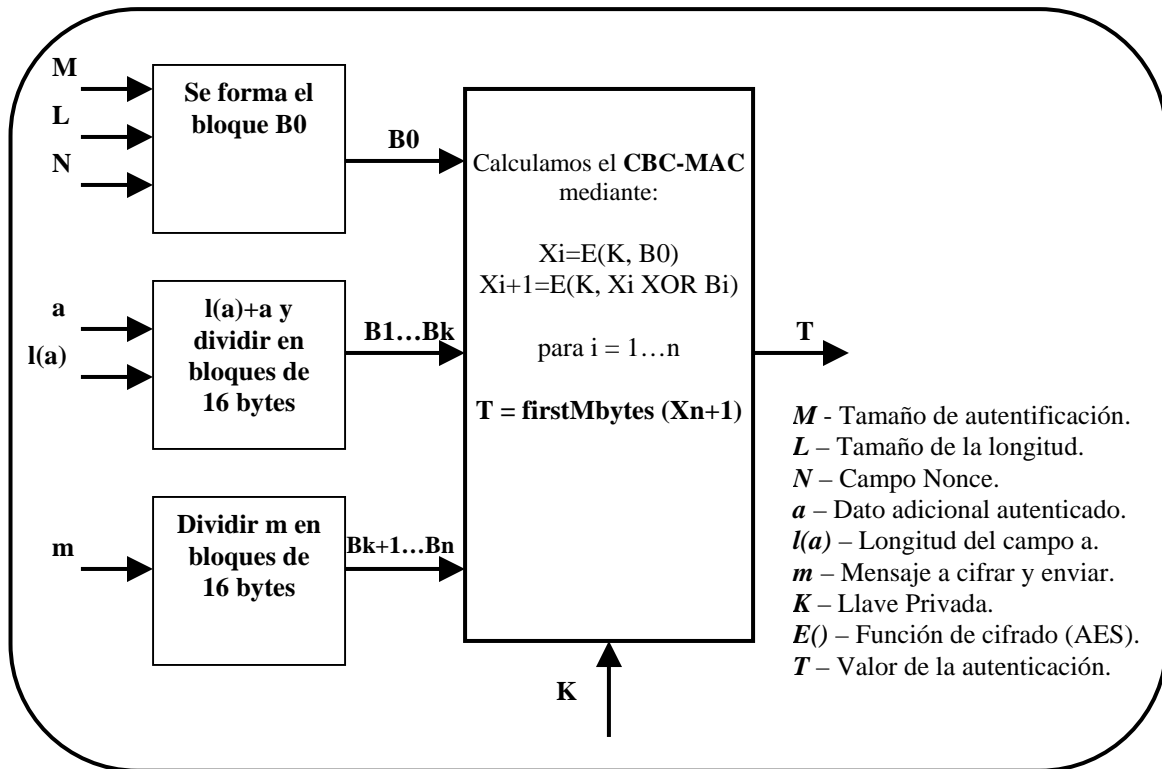 M
L
N
Se forma el
bloque B0
B0
a
l(a)
l(a)+a y
dividir en
bloques de
16 bytes
B1…Bk
m
Dividir m en
bloques de
16 bytes
Bk+1…Bn
Calculamos el CBC-MAC
mediante:
Xi=E(K, B0)
Xi+1=E(K, Xi XOR Bi)
para i = 1…n
T = firstMbytes (Xn+1)
K
T
M - Tamaño de autentificación.
L – Tamaño de la longitud.
N – Campo Nonce.
a – Dato adicional autenticado.
l(a) – Longitud del campo a.
m – Mensaje a cifrar y enviar.
K – Llave Privada.
E() – Función de cifrado (AES).
T – Valor de la autenticación.